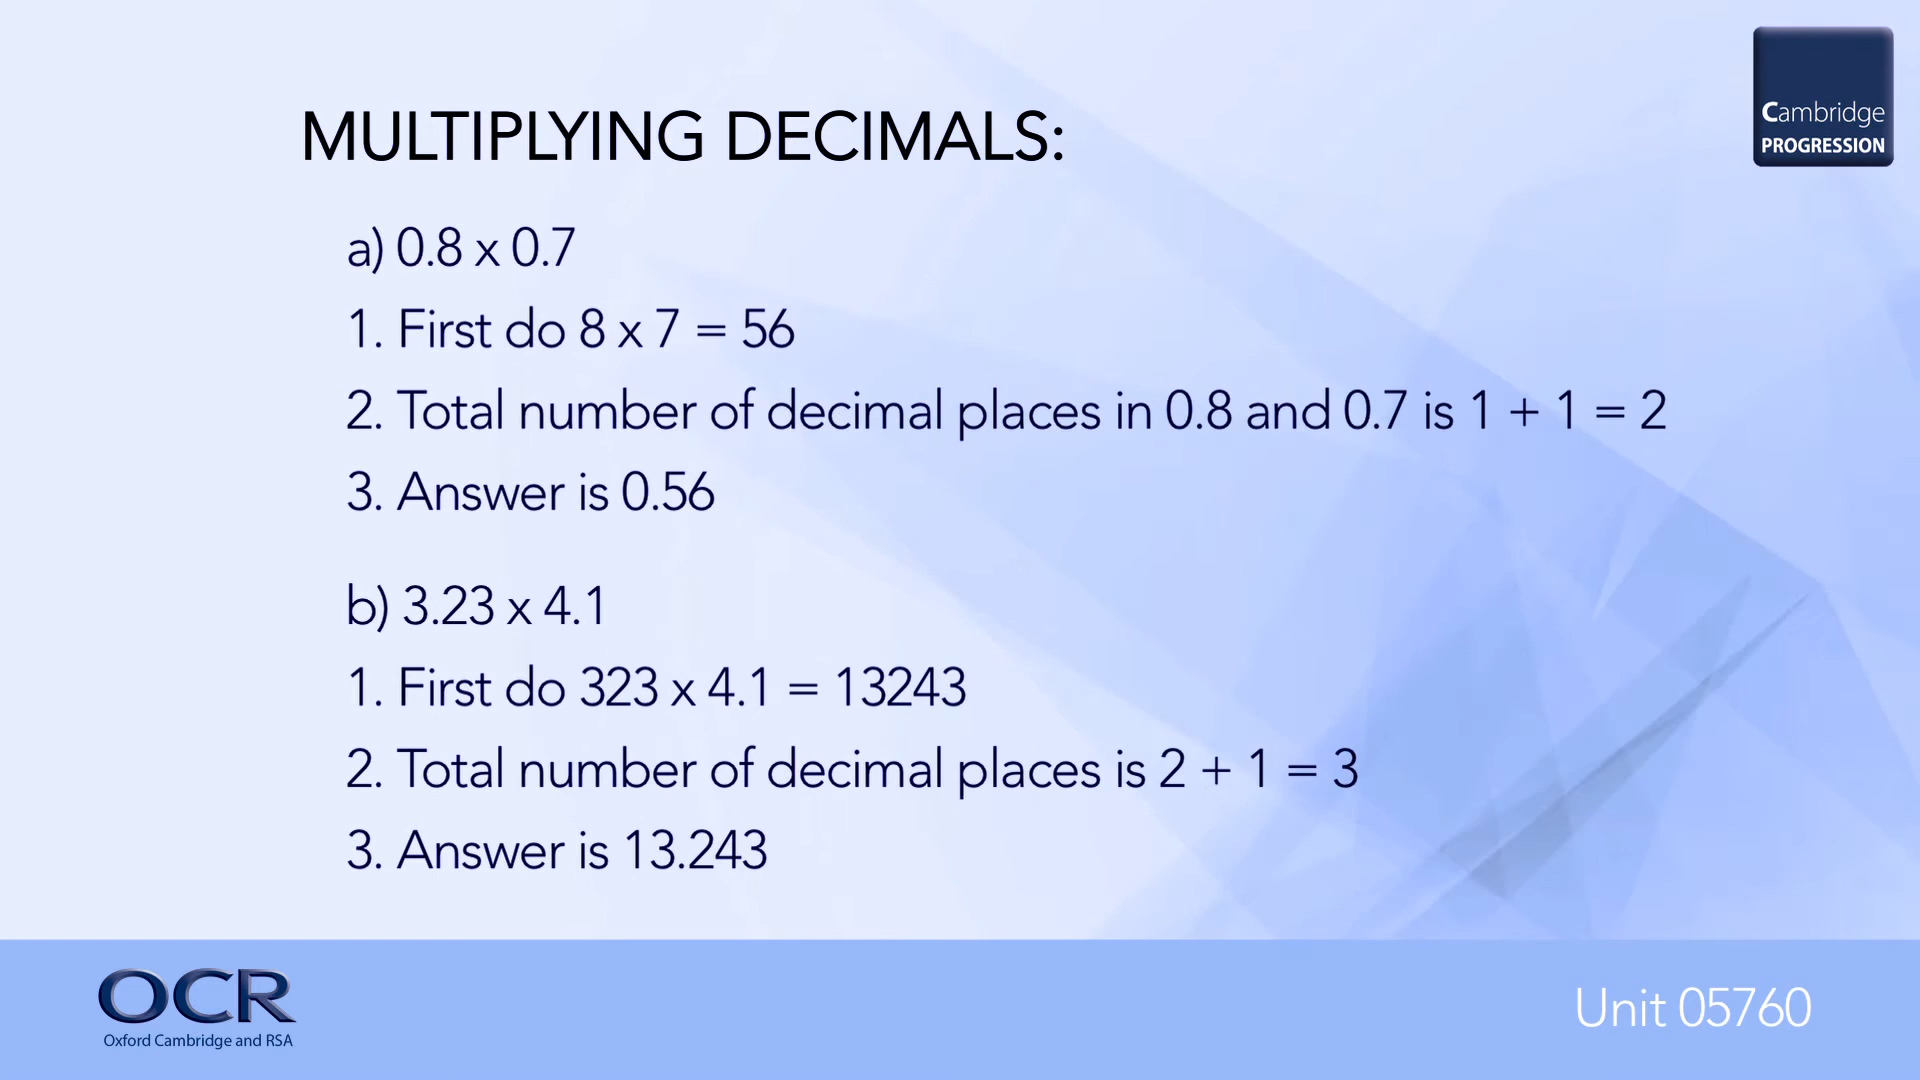 Cambridge
PROGRESSION
MULTIPLYING DECIMALS:
a) 0.8 x 0.7
1. First do 8 x 7 = 56
2. Total number of decimal places in 0.8 and 0.7 is 1 + 1 = 2
3. Answer is 0.56
b) 3.23 x 4.1
1. First do 323 x 4.1 = 13243
2. Total number of decimal places is 2 + 1 = 3
3. Answer is 13.243
OCR
Oxford Cambridge and RSA
Unit 05760